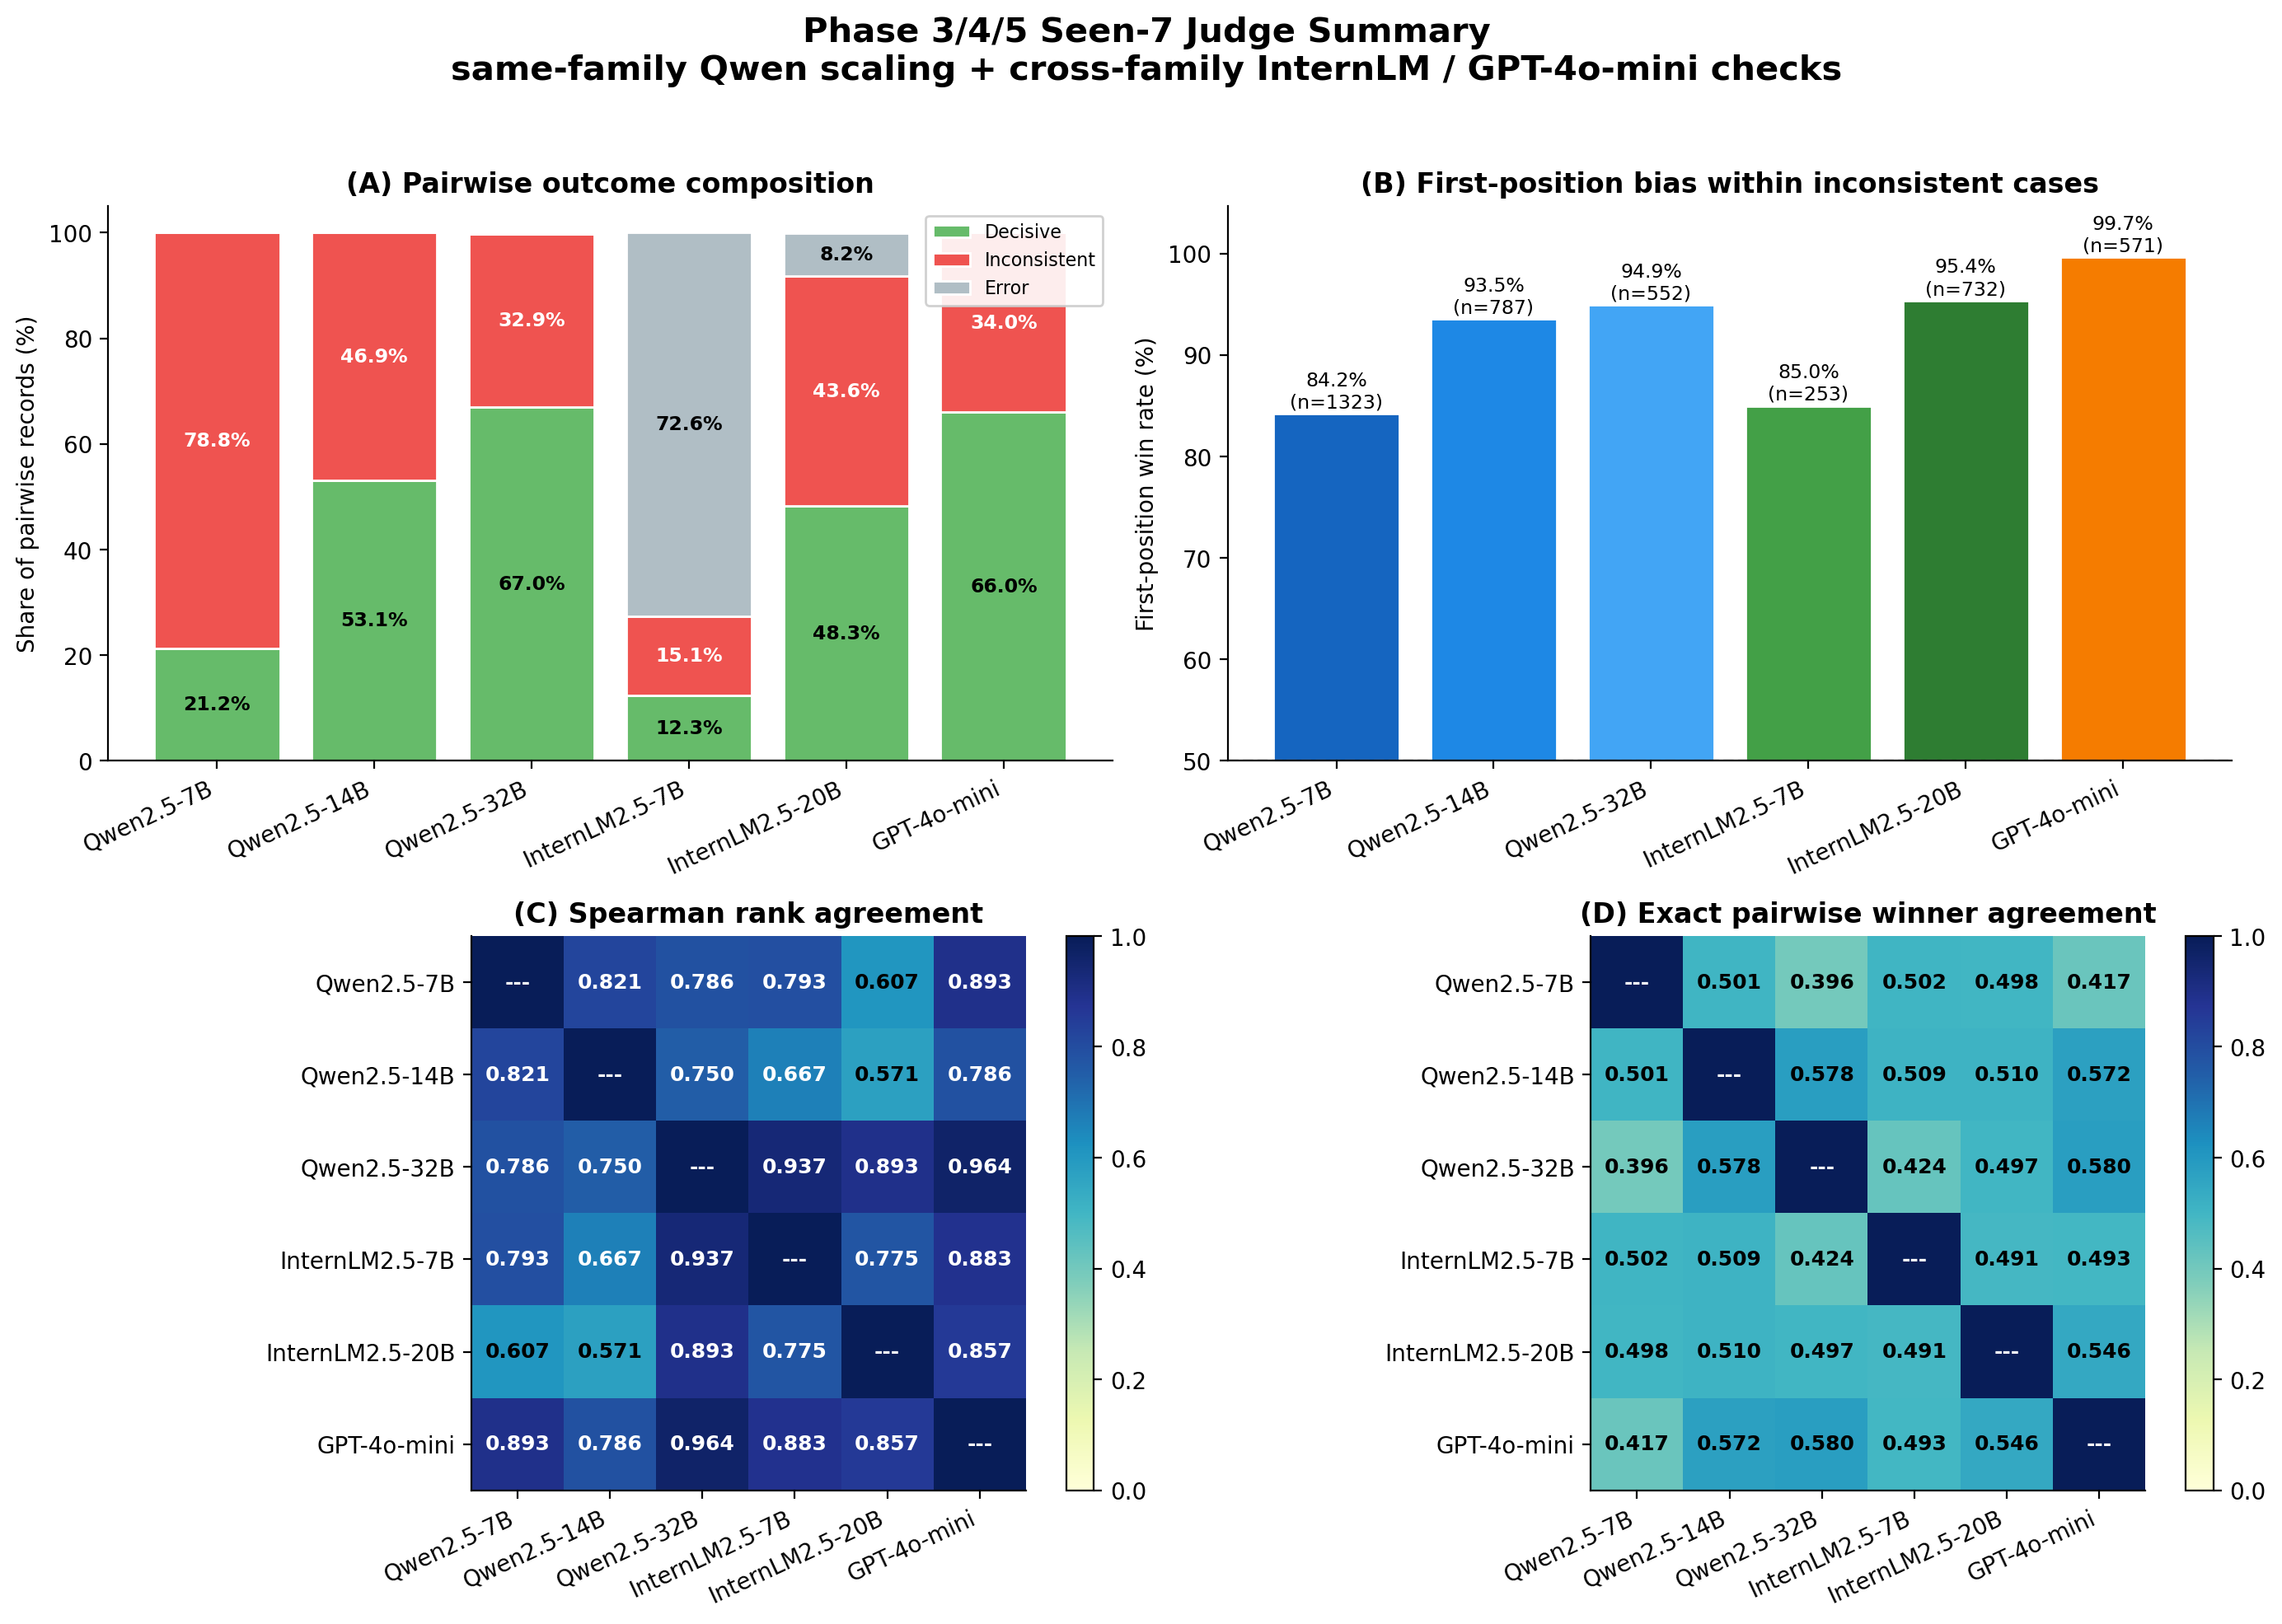 Phase 3/4/5 Seen-7 Judge Summary
same-family Qwen scaling + cross-family InternLM / GPT-4o-mini checks
(A) Pairwise outcome composition
Share of pairwise records (%)
100
80
60
40
20
0
78.8%
21.2%
46.9%
53.1%
32.9%
67.0%
72.6%
15.1%
12.3%
8.2%
43.6%
48.3%
34.0%
66.0%
Decisive
Inconsistent
Error
Qwen2.5-7B
Qwen2.5-14B
Qwen2.5-32B
InternLM2.5-7B
InternLM2.5-20B
GPT-4o-mini
(B) First-position bias within inconsistent cases
First-position win rate (%)
100
90
80
70
60
50
84.2%
(n=1323)
93.5%
(n=787)
94.9%
(n=552)
85.0%
(n=253)
95.4%
(n=732)
99.7%
(n=571)
Qwen2.5-7B
Qwen2.5-14B
Qwen2.5-32B
InternLM2.5-7B
InternLM2.5-20B
GPT-4o-mini
(C) Spearman rank agreement
Qwen2.5-7B --- 0.821 0.786 0.793 0.607 0.893
Qwen2.5-14B 0.821 --- 0.750 0.667 0.571 0.786
Qwen2.5-32B 0.786 0.750 --- 0.937 0.893 0.964
InternLM2.5-7B 0.793 0.667 0.937 --- 0.775 0.883
InternLM2.5-20B 0.607 0.571 0.893 0.775 --- 0.857
GPT-4o-mini 0.893 0.786 0.964 0.883 0.857 ---
Qwen2.5-7B
Qwen2.5-14B
Qwen2.5-32B
InternLM2.5-7B
InternLM2.5-20B
GPT-4o-mini
1.0
0.8
0.6
0.4
0.2
0.0
(D) Exact pairwise winner agreement
Qwen2.5-7B --- 0.501 0.396 0.502 0.498 0.417
Qwen2.5-14B 0.501 --- 0.578 0.509 0.510 0.572
Qwen2.5-32B 0.396 0.578 --- 0.424 0.497 0.580
InternLM2.5-7B 0.502 0.509 0.424 --- 0.491 0.493
InternLM2.5-20B 0.498 0.510 0.497 0.491 --- 0.546
GPT-4o-mini 0.417 0.572 0.580 0.493 0.546 ---
Qwen2.5-7B
Qwen2.5-14B
Qwen2.5-32B
InternLM2.5-7B
InternLM2.5-20B
GPT-4o-mini
1.0
0.8
0.6
0.4
0.2
0.0